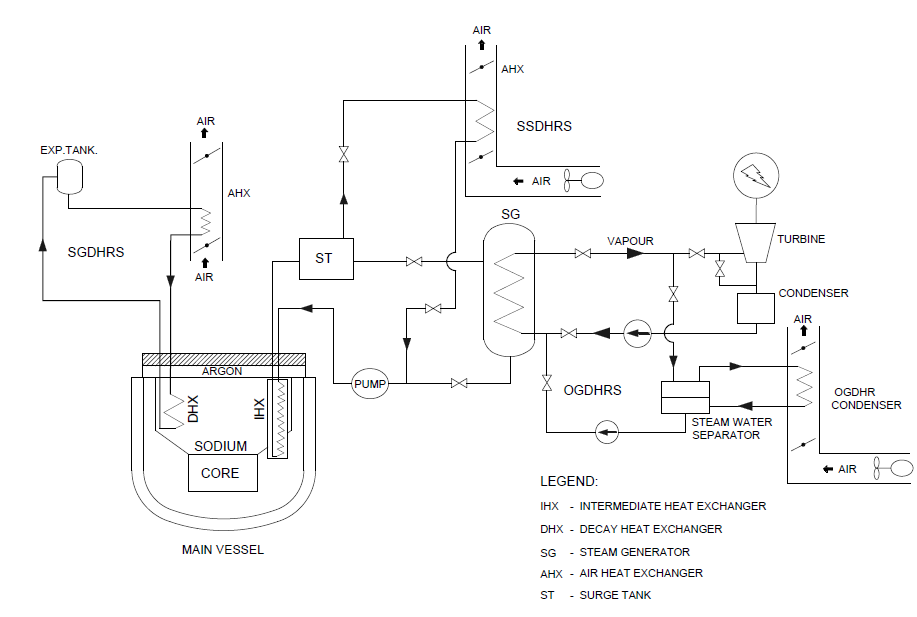 AIR
AHX
SSDHRS
AIR
AIR
EXP.TANK.
AHX
SGDHRS
AIR
SG
ST
VAPOUR
TURBINE
CONDENSER
AIR
PUMP
OGDHRS
OGDHR
CONDENSER
STEAM WATER
SEPARATOR
AIR
ARGON
DHX
IHX
SODIUM
CORE
MAIN VESSEL
LEGEND:
IHX - INTERMEDIATE HEAT EXCHANGER
DHX - DECAY HEAT EXCHANGER
SG - STEAM GENERATOR
AHX - AIR HEAT EXCHANGER
ST - SURGE TANK